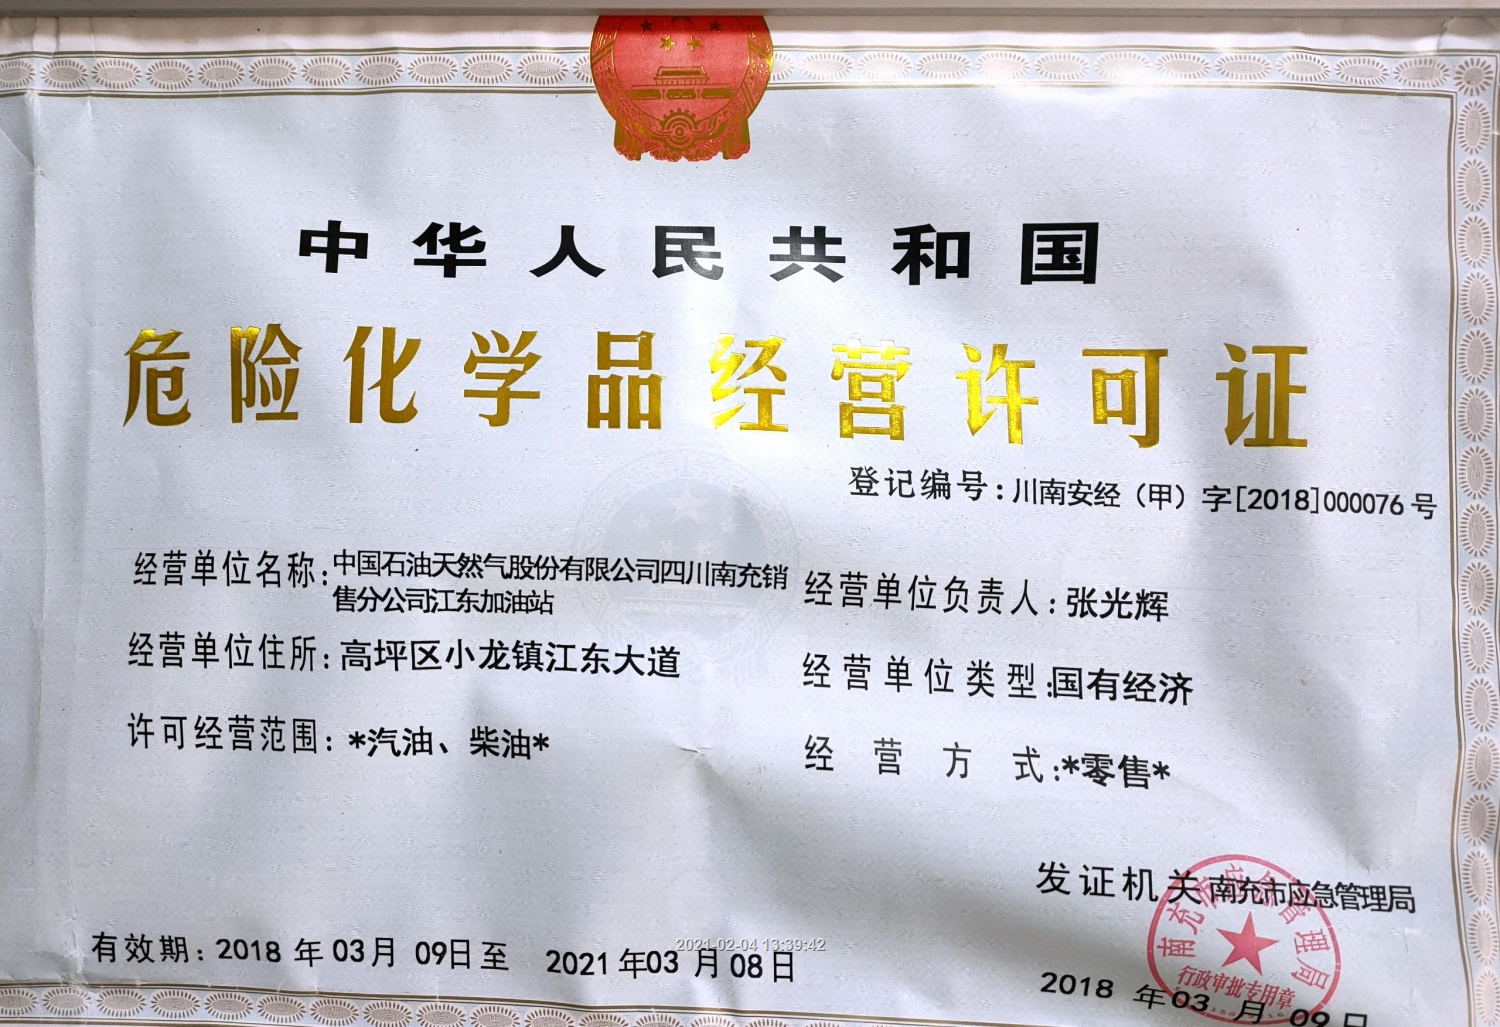 中华人民共和国
危险化学品经营许可证
登记编号：川南安经（甲）字[2018]000076号
经营单位名称：中国石油天然气股份有限公司四川南充销
售分公司江东加油站
经营单位负责人：张光辉
经营单位住所：高坪区小龙镇江东大道
经营单位类型：国有经济
许可经营范围：*汽油、柴油*
经营方式：*零售*
发证机关 南充市应急管理局
南充市应急管理局
行政审批专用章
有效期：2018年03月09日至 2021年03月08日
2021-02-04 13:39:42
2018年03月09日